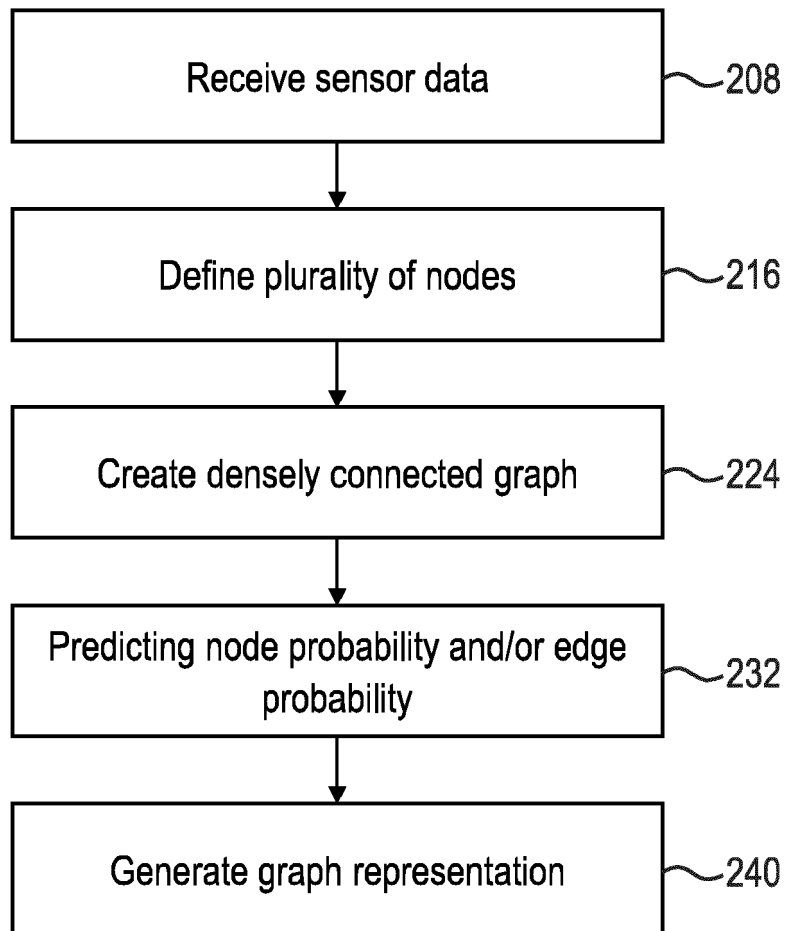 Receive sensor data
208
Define plurality of nodes
216
Create densely connected graph
224
Predicting node probability and/or edge
probability
232
Generate graph representation
240